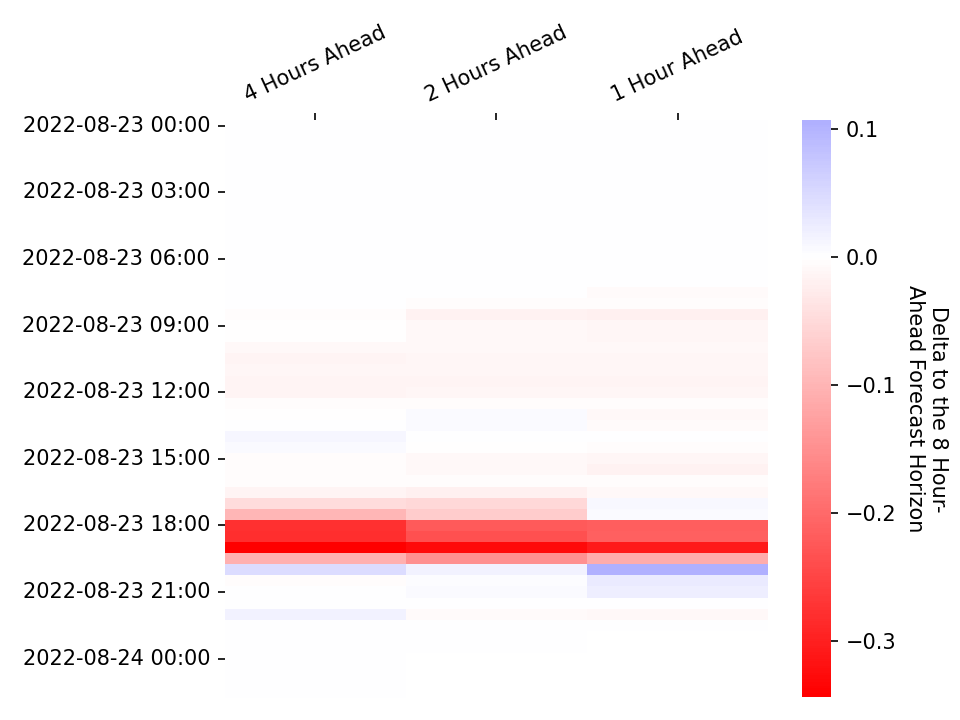 4 Hours Ahead
2 Hours Ahead
1 Hour Ahead
2022-08-23 00:00
2022-08-23 03:00
2022-08-23 06:00
2022-08-23 09:00
2022-08-23 12:00
2022-08-23 15:00
2022-08-23 18:00
2022-08-23 21:00
2022-08-24 00:00
0.1
0.0
−0.1
−0.2
−0.3
Delta to the 8 Hour-
Ahead Forecast Horizon